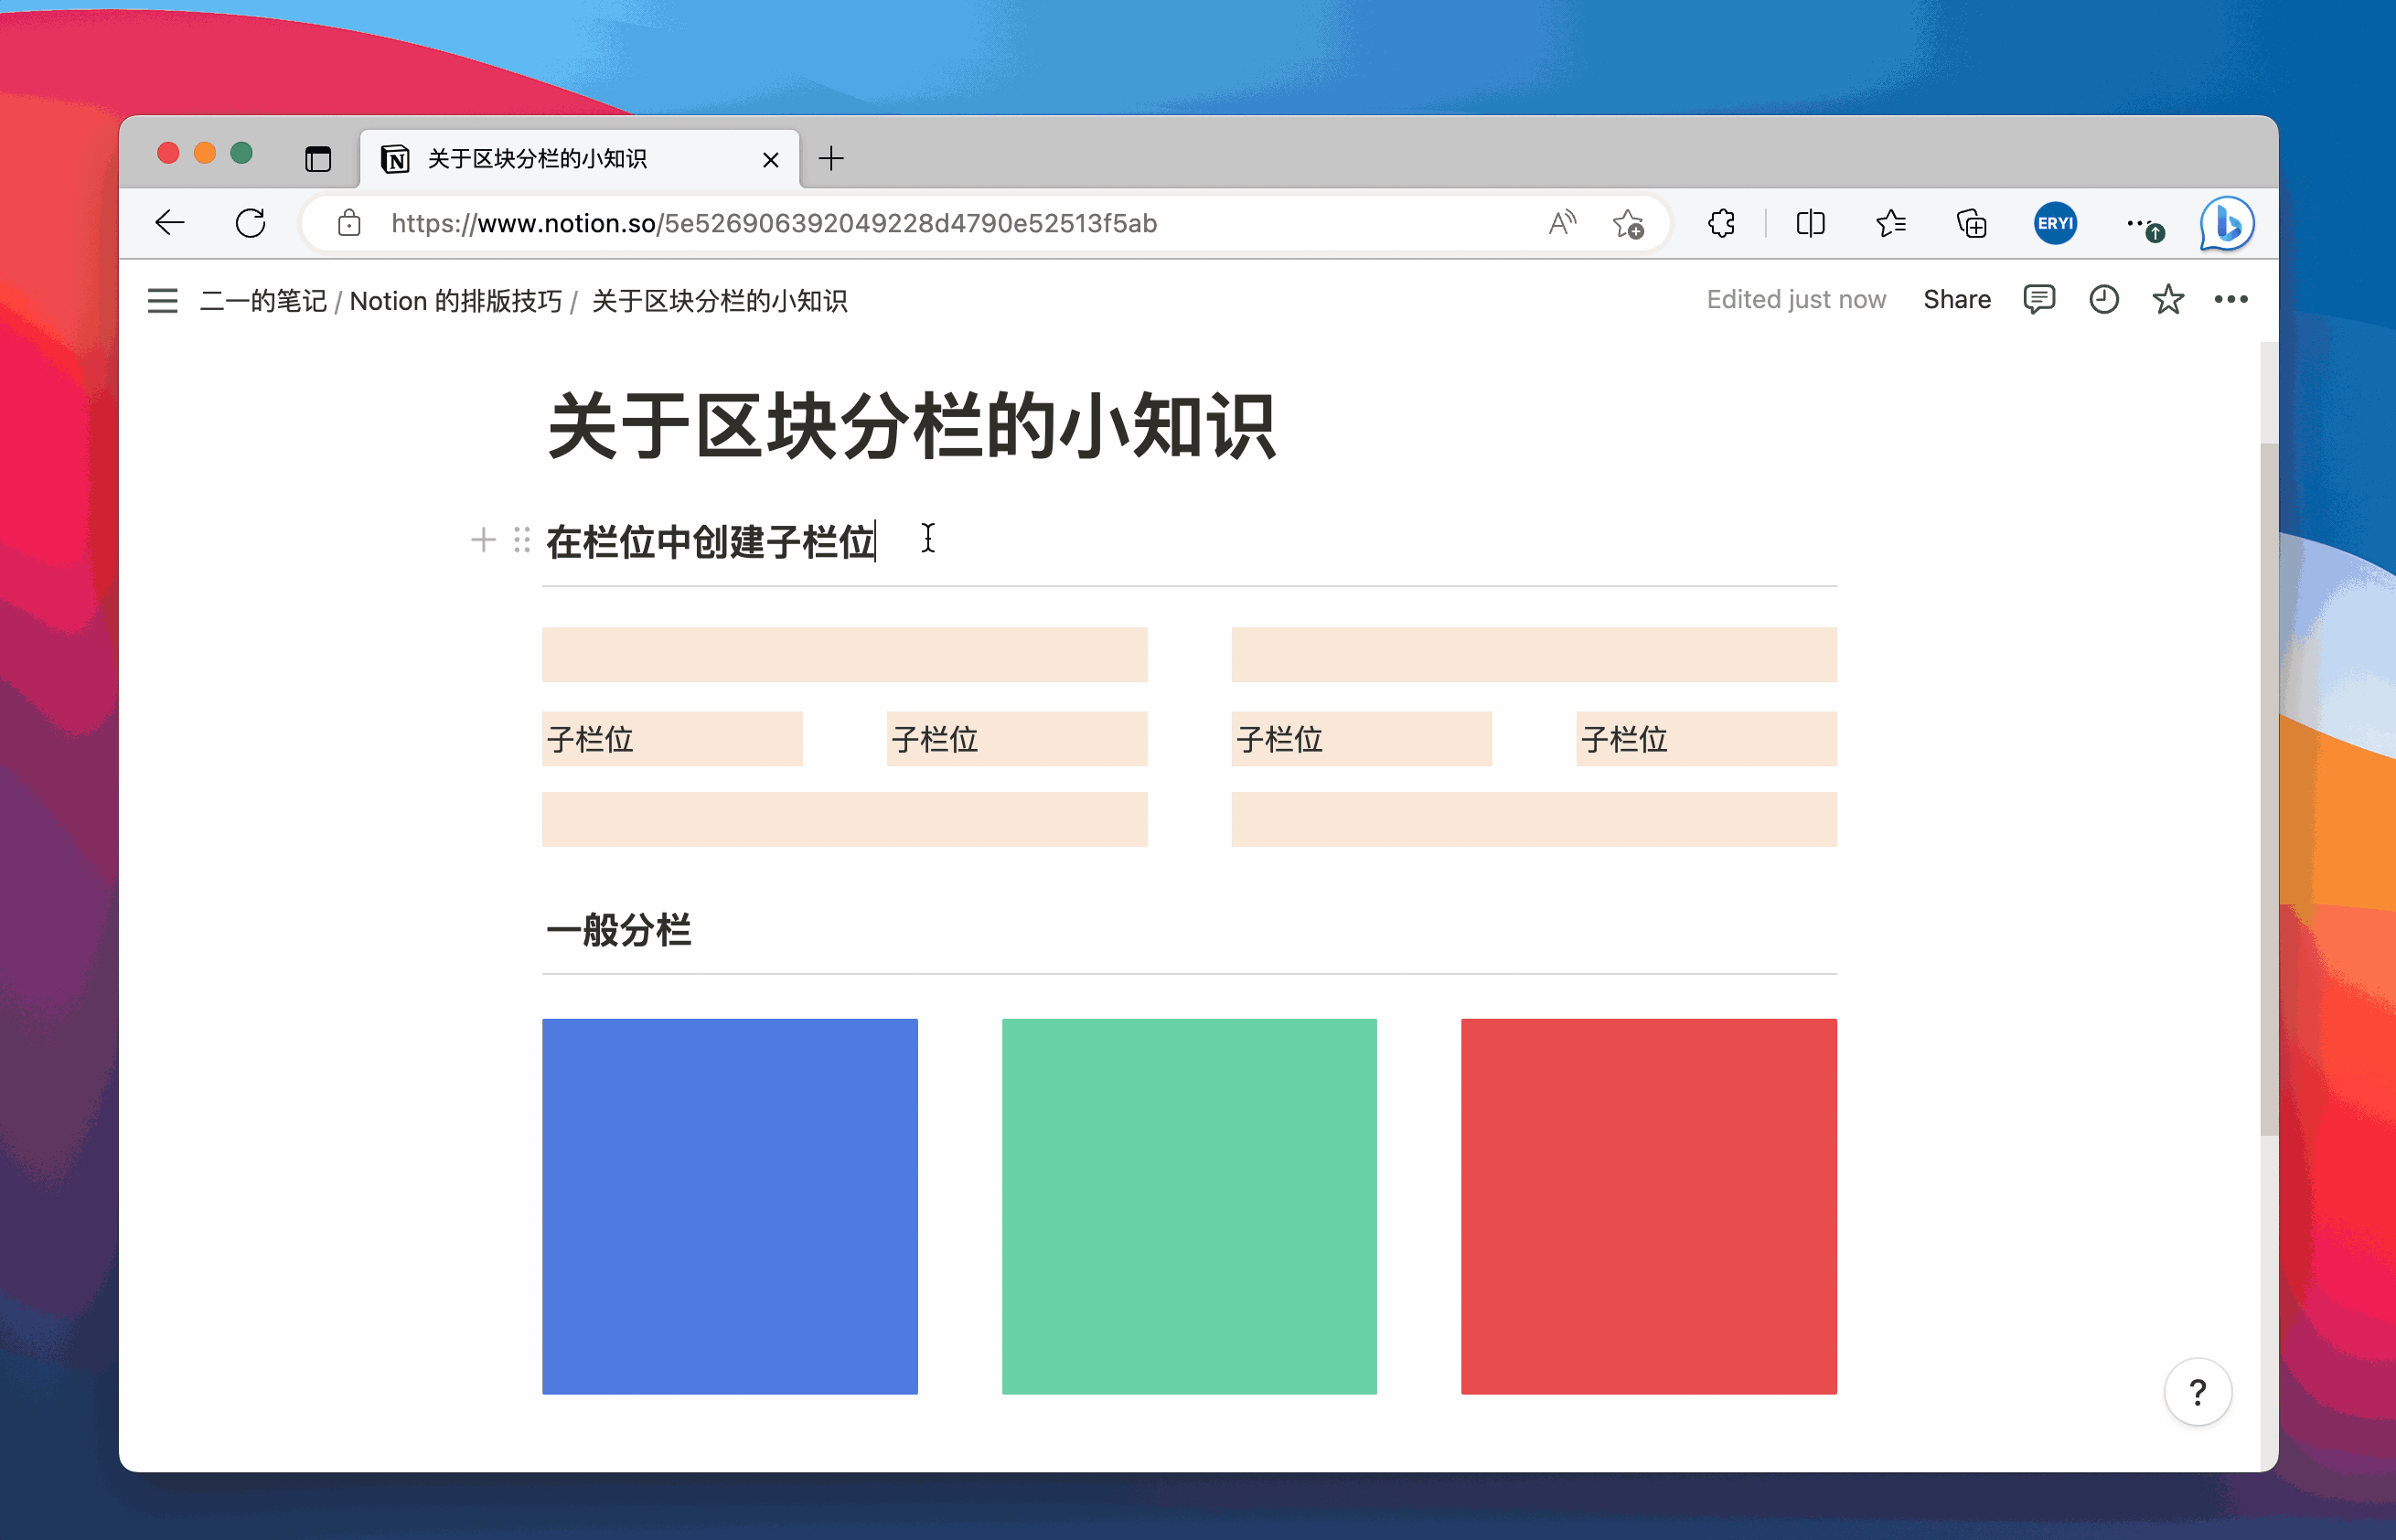 关于区块分栏的小知识
https://www.notion.so/5e526906392049228d4790e52513f5ab
ERYI
二一的笔记 / Notion 的排版技巧 / 关于区块分栏的小知识
Edited just now Share
关于区块分栏的小知识
在栏位中创建子栏位
子栏位 子栏位 子栏位 子栏位
一般分栏
?